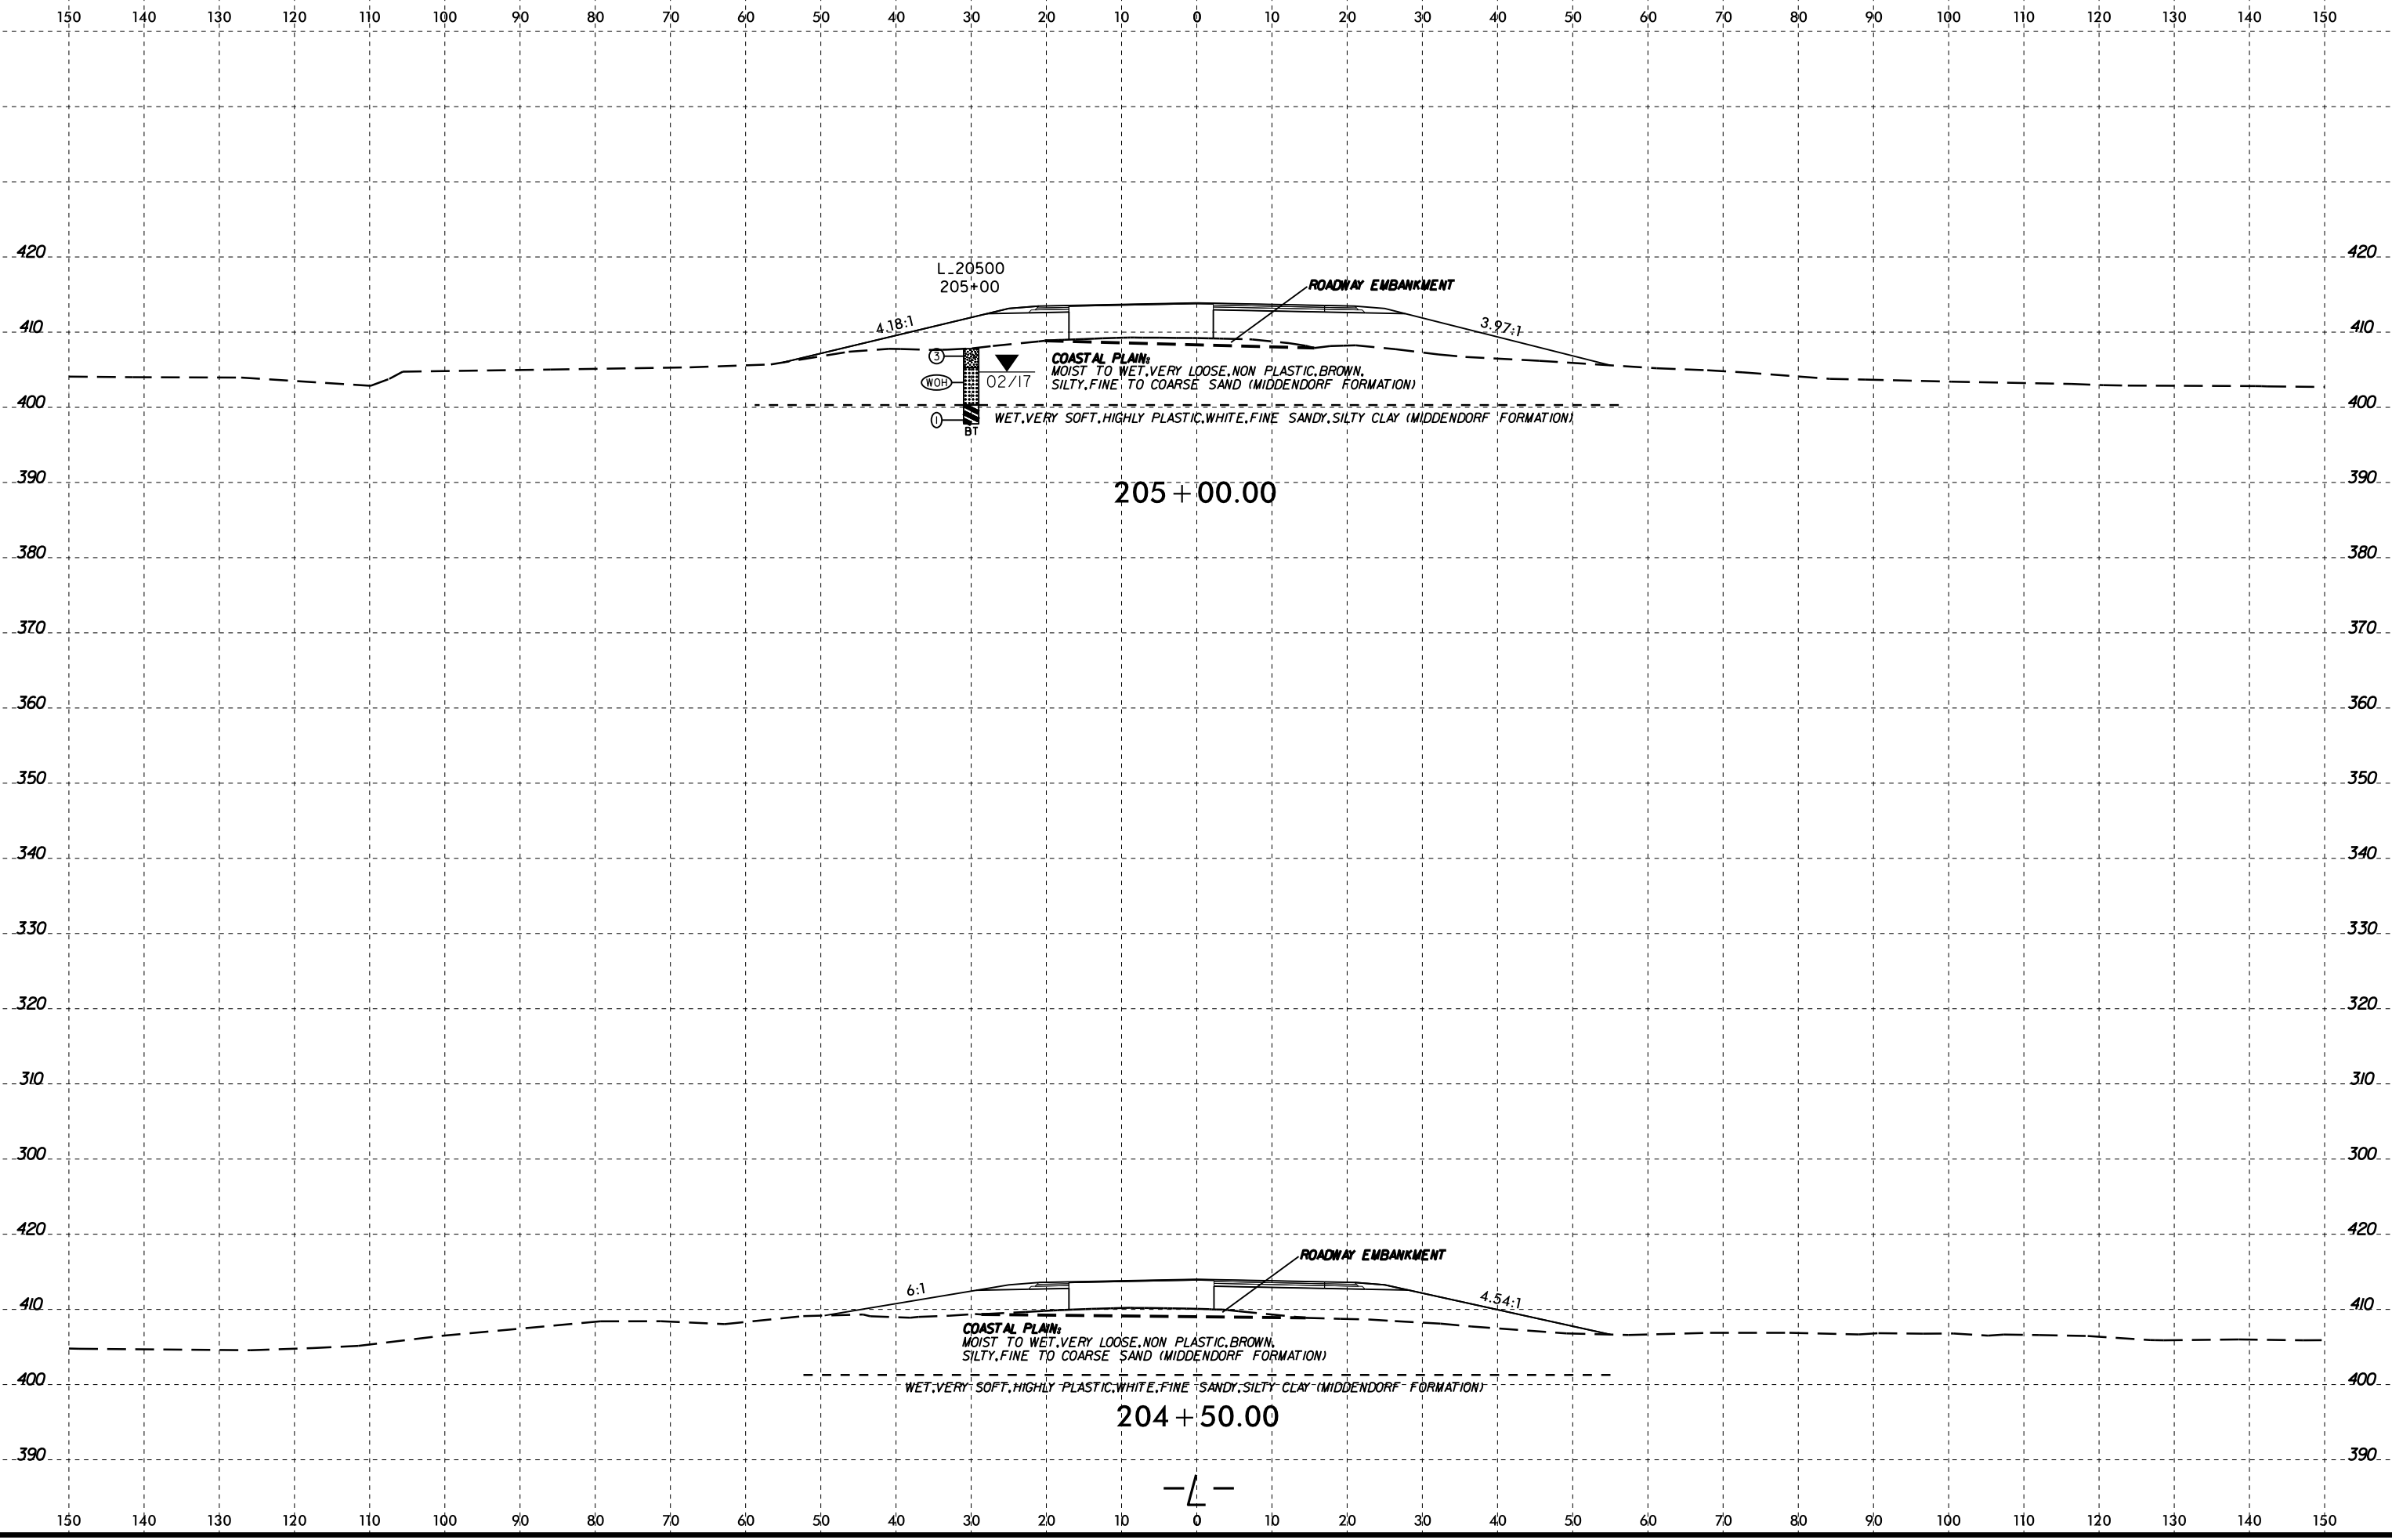 150 140 130 120 110 100 90 80 70 60 50 40 30 20 10 0 10 20 30 40 50 60 70 80 90 100 110 120 130 140 150
420 420
L_20500
205+00
ROADWAY EMBANKMENT
4.18:1 3.97:1
410 410
3
COASTAL PLAIN:
MOIST TO WET,VERY LOOSE,NON PLASTIC,BROWN,
WOH 02/17 SILTY,FINE TO COARSE SAND (MIDDENDORF FORMATION)
400 400
1 WET,VERY SOFT,HIGHLY PLASTIC,WHITE,FINE SANDY,SILTY CLAY (MIDDENDORF FORMATION)
BT
390 390
205+00.00
380 380
370 370
360 360
350 350
340 340
330 330
320 320
310 310
300 300
420 420
ROADWAY EMBANKMENT
6:1 4.54:1
410 410
COASTAL PLAIN:
MOIST TO WET,VERY LOOSE,NON PLASTIC,BROWN,
SILTY,FINE TO COARSE SAND (MIDDENDORF FORMATION)
400 400
WET,VERY SOFT,HIGHLY PLASTIC,WHITE,FINE SANDY,SILTY CLAY (MIDDENDORF FORMATION)
204+50.00
390 390
-L-
150 140 130 120 110 100 90 80 70 60 50 40 30 20 10 0 10 20 30 40 50 60 70 80 90 100 110 120 130 140 150